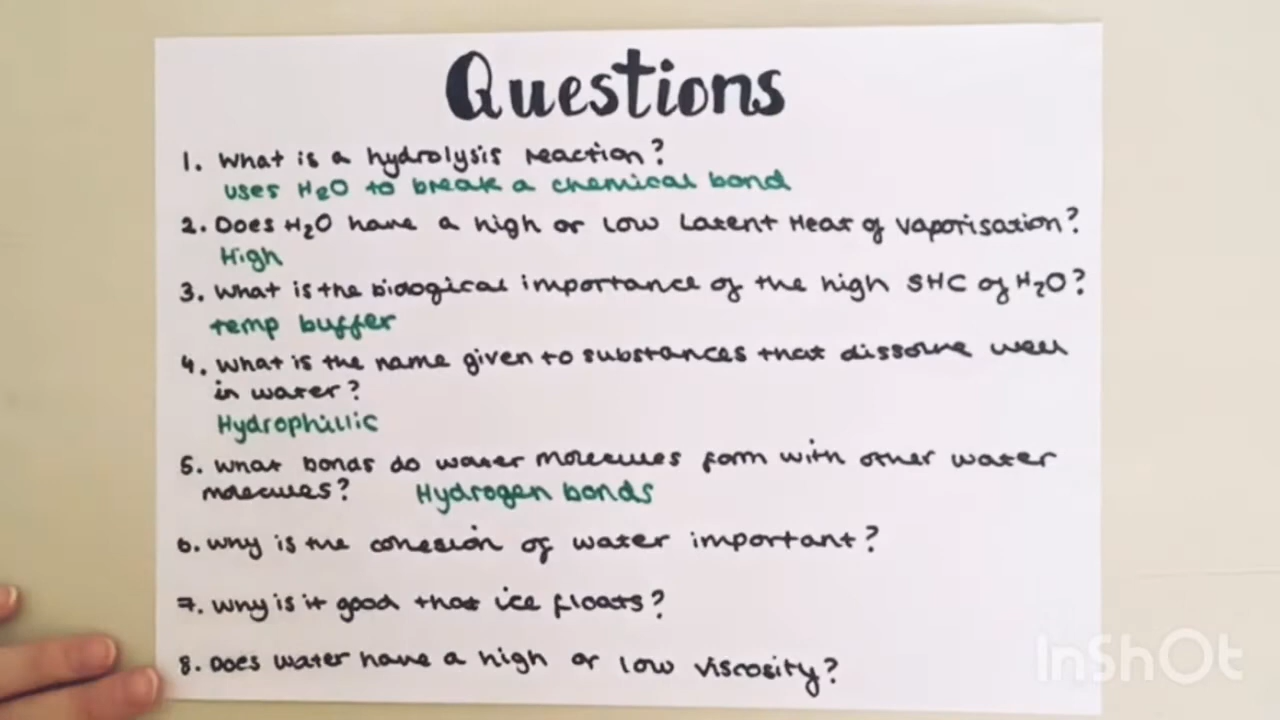 Questions
1. What is a hydrolysis reaction?
uses H2O to break a chemical bond
2. Does H₂O have a high or low Latent Heat of vaporisation?
High
3. What is the biological importance of the high SHC of H₂O?
temp buffer
4. What is the name given to substances that dissolve well
in water?
Hydrophillic
5. What bonds do water molecules form with other water
molecules? Hydrogen bonds
6. Why is the cohesion of water important?
7. Why is it good that ice floats?
8. Does water have a high or low viscosity?
InShOt